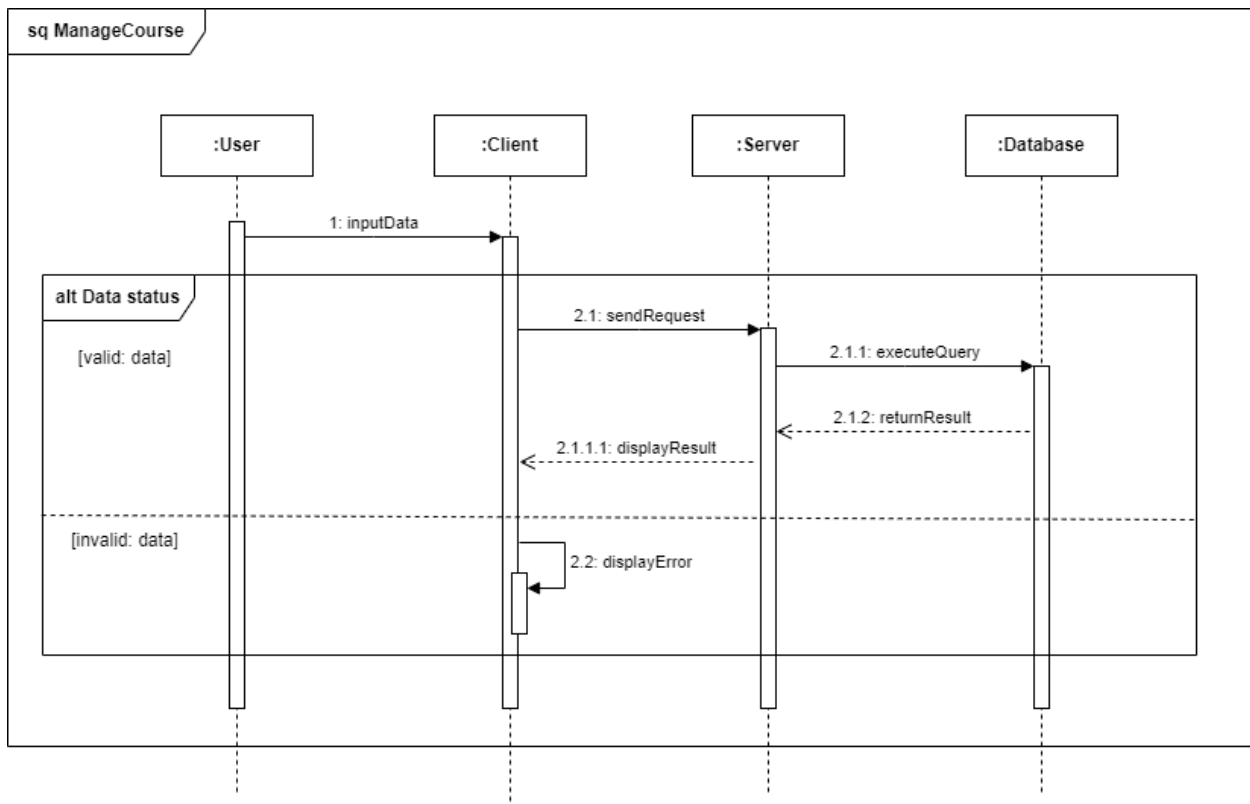 sq ManageCourse
:User
:Client
:Server
:Database
1: inputData
alt Data status
2.1: sendRequest
[valid: data]
2.1.1: executeQuery
2.1.2: returnResult
2.1.1.1: displayResult
[invalid: data]
2.2: displayError